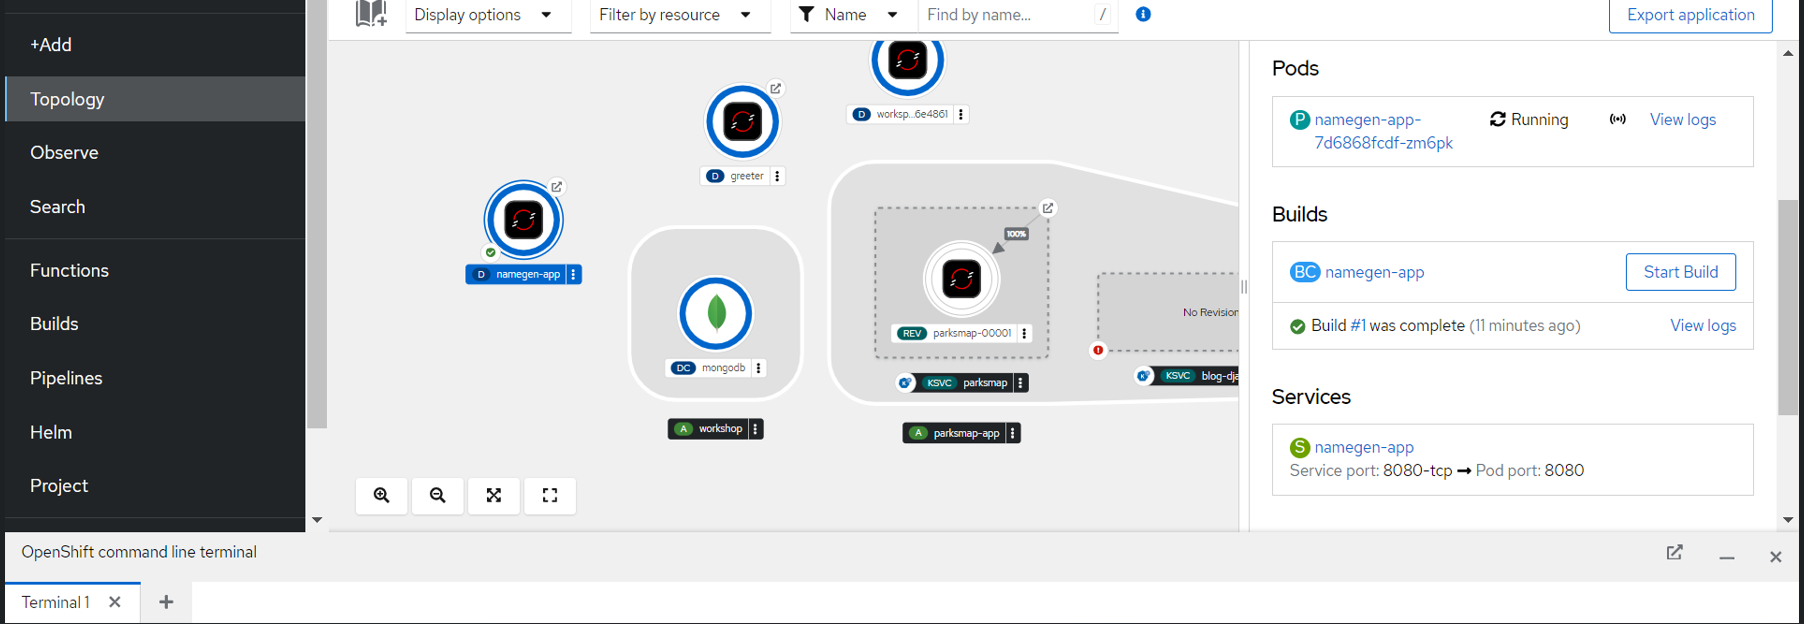 Display options
Filter by resource
Name
Find by name...
/
Export application
+Add
Topology
Observe
Search
Functions
Builds
Pipelines
Helm
Project
D worksp...6e4861
D greeter
D namegen-app
100%
REV parksmap-00001
No Revision
DC mongodb
KSVC parksmap
KSVC blog-dja
A workshop
A parksmap-app
Pods
P namegen-app-
7d6868fcdf-zm6pk
Running
View logs
Builds
BC namegen-app
Start Build
Build #1 was complete (11 minutes ago)
View logs
Services
S namegen-app
Service port: 8080-tcp → Pod port: 8080
OpenShift command line terminal
Terminal 1